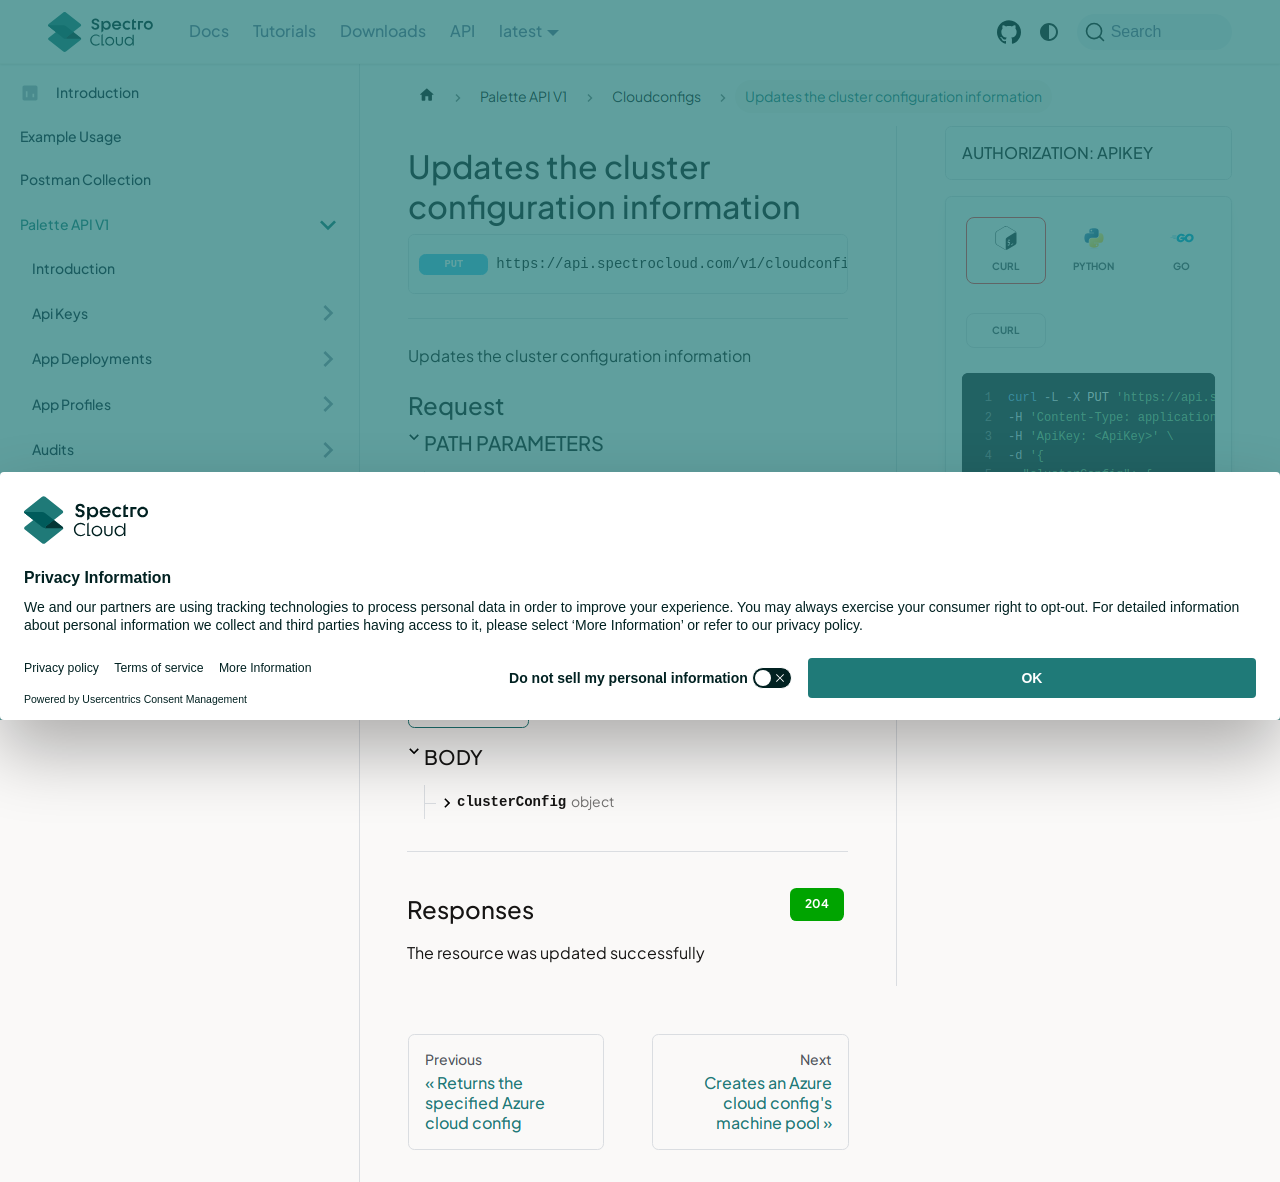 Spectro Cloud
Docs
Tutorials
Downloads
API
latest
Search
Introduction
Example Usage
Postman Collection
Palette API V1
Introduction
Api Keys
App Deployments
App Profiles
Audits
Palette API V1
Cloudconfigs
Updates the cluster configuration information
Updates the cluster
configuration information
PUT https://api.spectrocloud.com/v1/cloudconfi
Updates the cluster configuration information
Request
PATH PARAMETERS
AUTHORIZATION: APIKEY
CURL
PYTHON
GO
CURL
1 curl -L -X PUT 'https://api.s
2 -H 'Content-Type: application
3 -H 'ApiKey: <ApiKey>' \
4 -d '{
Spectro
Cloud
Privacy Information
We and our partners are using tracking technologies to process personal data in order to improve your experience. You may always exercise your consumer right to opt-out. For detailed information
about personal information we collect and third parties having access to it, please select ‘More Information’ or refer to our privacy policy.
Privacy policy
Terms of service
More Information
Powered by Usercentrics Consent Management
Do not sell my personal information
OK
BODY
clusterConfig object
Responses
204
The resource was updated successfully
Previous
« Returns the
specified Azure
cloud config
Next
Creates an Azure
cloud config's
machine pool »